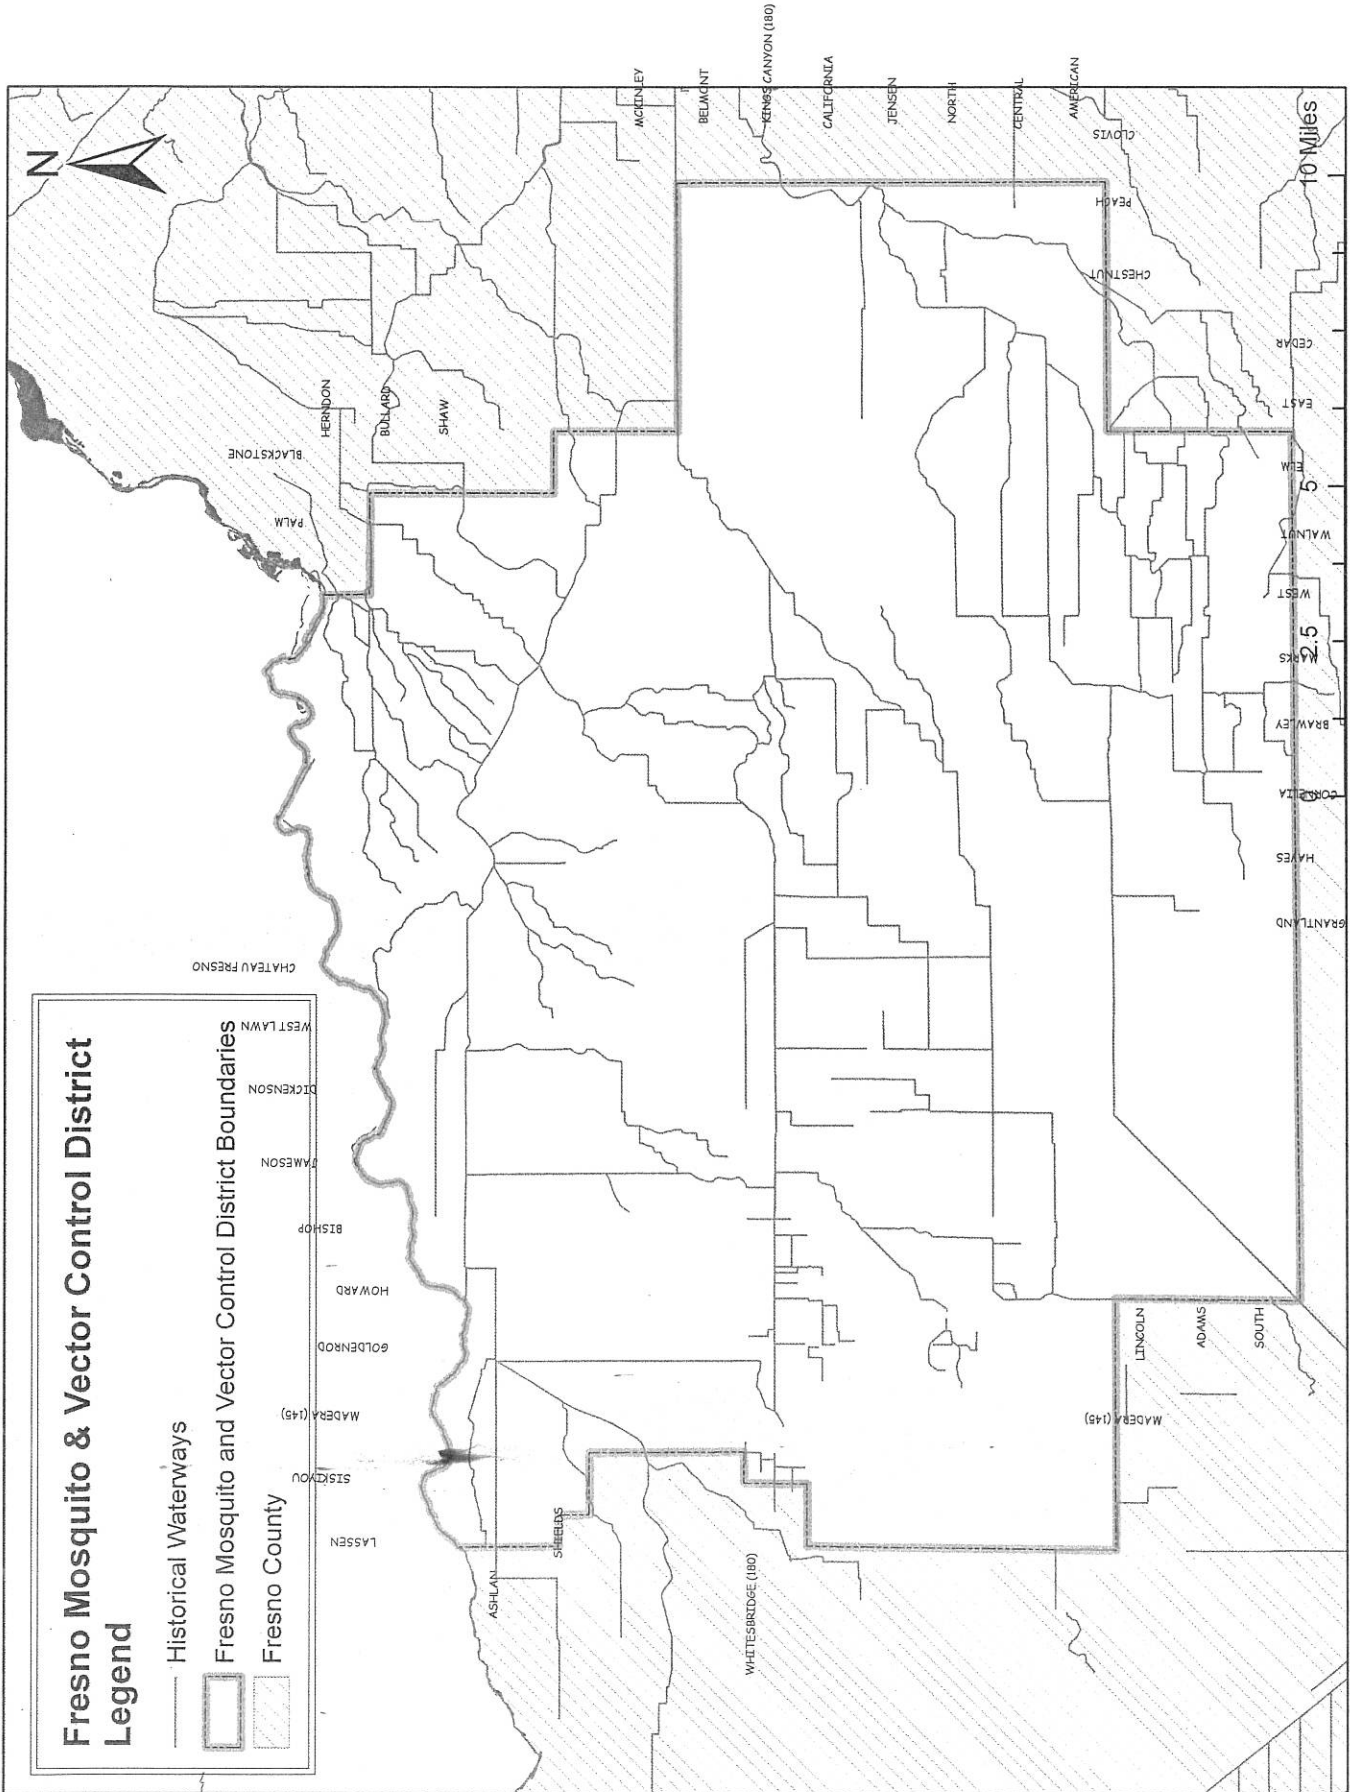 Fresno Mosquito & Vector Control District
Legend
Historical Waterways
Fresno Mosquito and Vector Control District Boundaries
Fresno County
N
LASSEN
SISKIYOU
MADERA (145)
GOLDENROD
HOWARD
BISHOP
JAMESON
DICKENSON
WEST LAWN
CHATEAU FRESNO
PALM
BLACKSTONE
HERNDON
BULLARD
SHAW
ASHLAN
SHIELDS
MCKINLEY
BELMONT
WHITESBRIDGE (180)
KINGS CANYON (180)
CALIFORNIA
JENSEN
NORTH
CENTRAL
AMERICAN
MADERA (145)
LINCOLN
ADAMS
SOUTH
GRANTLAND
HAYES
CORNELIA
BRAWLEY
MARKS
WEST
WALNUT
ELM
EAST
CEDAR
CHESTNUT
PEACH
CLOVIS
0
2.5
5
10 Miles